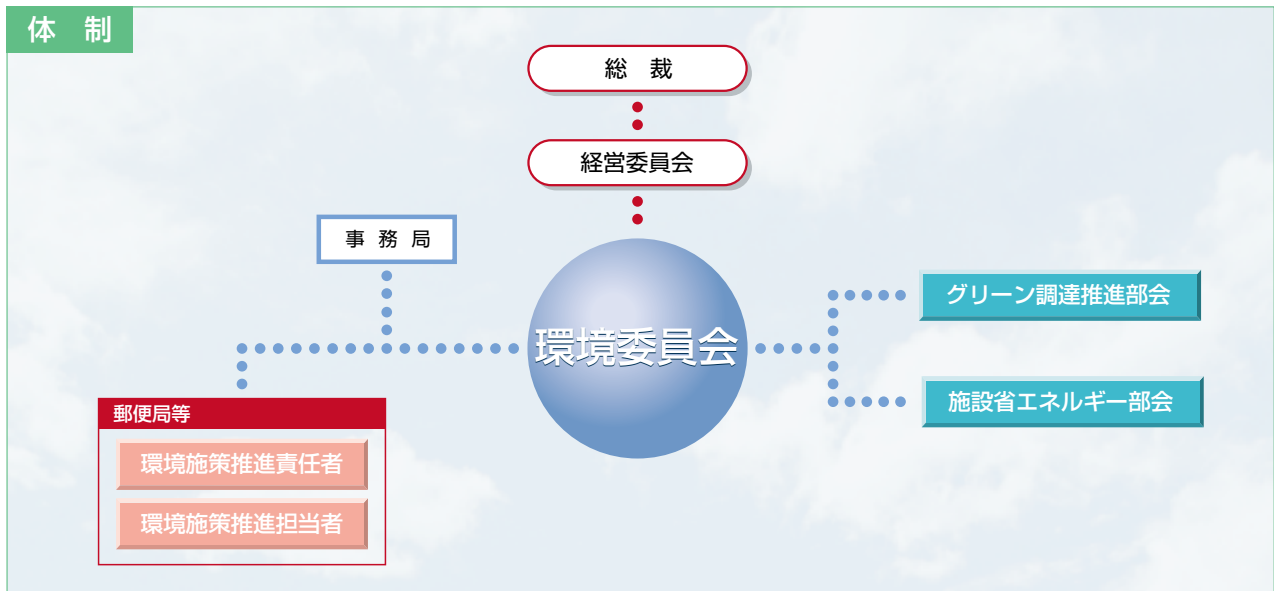 体 制
総 裁
経営委員会
事 務 局
環境委員会
グリーン調達推進部会
施設省エネルギー部会
郵便局等
環境施策推進責任者
環境施策推進担当者